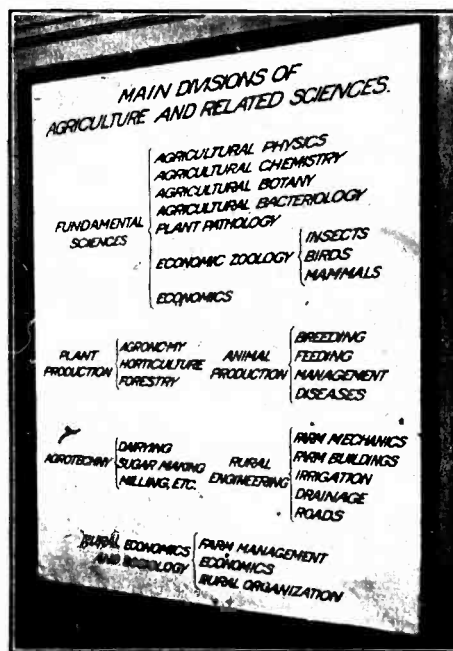 MAIN DIVISIONS OF
AGRICULTURE AND RELATED SCIENCES.
FUNDAMENTAL
SCIENCES
AGRICULTURAL PHYSICS
AGRICULTURAL CHEMISTRY
AGRICULTURAL BOTANY
AGRICULTURAL BACTERIOLOGY
PLANT PATHOLOGY
ECONOMIC ZOOLOGY
INSECTS
BIRDS
MAMMALS
ECONOMICS
PLANT
PRODUCTION
AGRONOMY
HORTICULTURE
FORESTRY
ANIMAL
PRODUCTION
BREEDING
FEEDING
MANAGEMENT
DISEASES
AGROTECHNY
DAIRYING
SUGAR MAKING
MILLING, ETC.
RURAL
ENGINEERING
FARM MECHANICS
FARM BUILDINGS
IRRIGATION
DRAINAGE
ROADS
RURAL ECONOMICS
AND SOCIOLOGY
FARM MANAGEMENT
ECONOMICS
RURAL ORGANIZATION